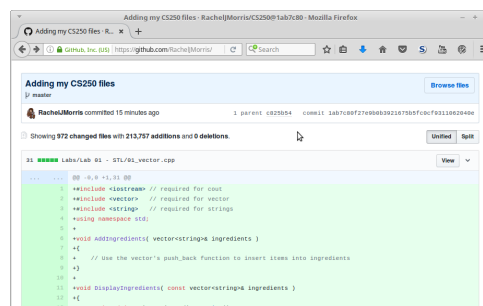 Adding my CS250 files · RachelJMorris/CS250@1ab7c80 - Mozilla Firefox
Adding my CS250 files · R...
GitHub, Inc. (US) https://github.com/RachelJMorris/
Search
Adding my CS250 files
Browse files
master
RachelJMorris committed 15 minutes ago
1 parent c025b54 commit
Showing 972 changed files with 213,757 additions and 0 deletions.
Unified Split
31 Labs/Lab 01 - STL/01_vector.cpp
View
... ... @@ -0,0 +1,31 @@
1 +#include <iostream> // required for cout
2 +#include <vector> // required for vector
3 +#include <string> // required for strings
4 +using namespace std;
5 +
6 +void AddIngredients( vector<string>& ingredients )
7 +{
8 + // Use the vector's push_back function to insert items into ingredients
9 +}
10 +
11 +void DisplayIngredients( const vector<string>& ingredients )
12 +{